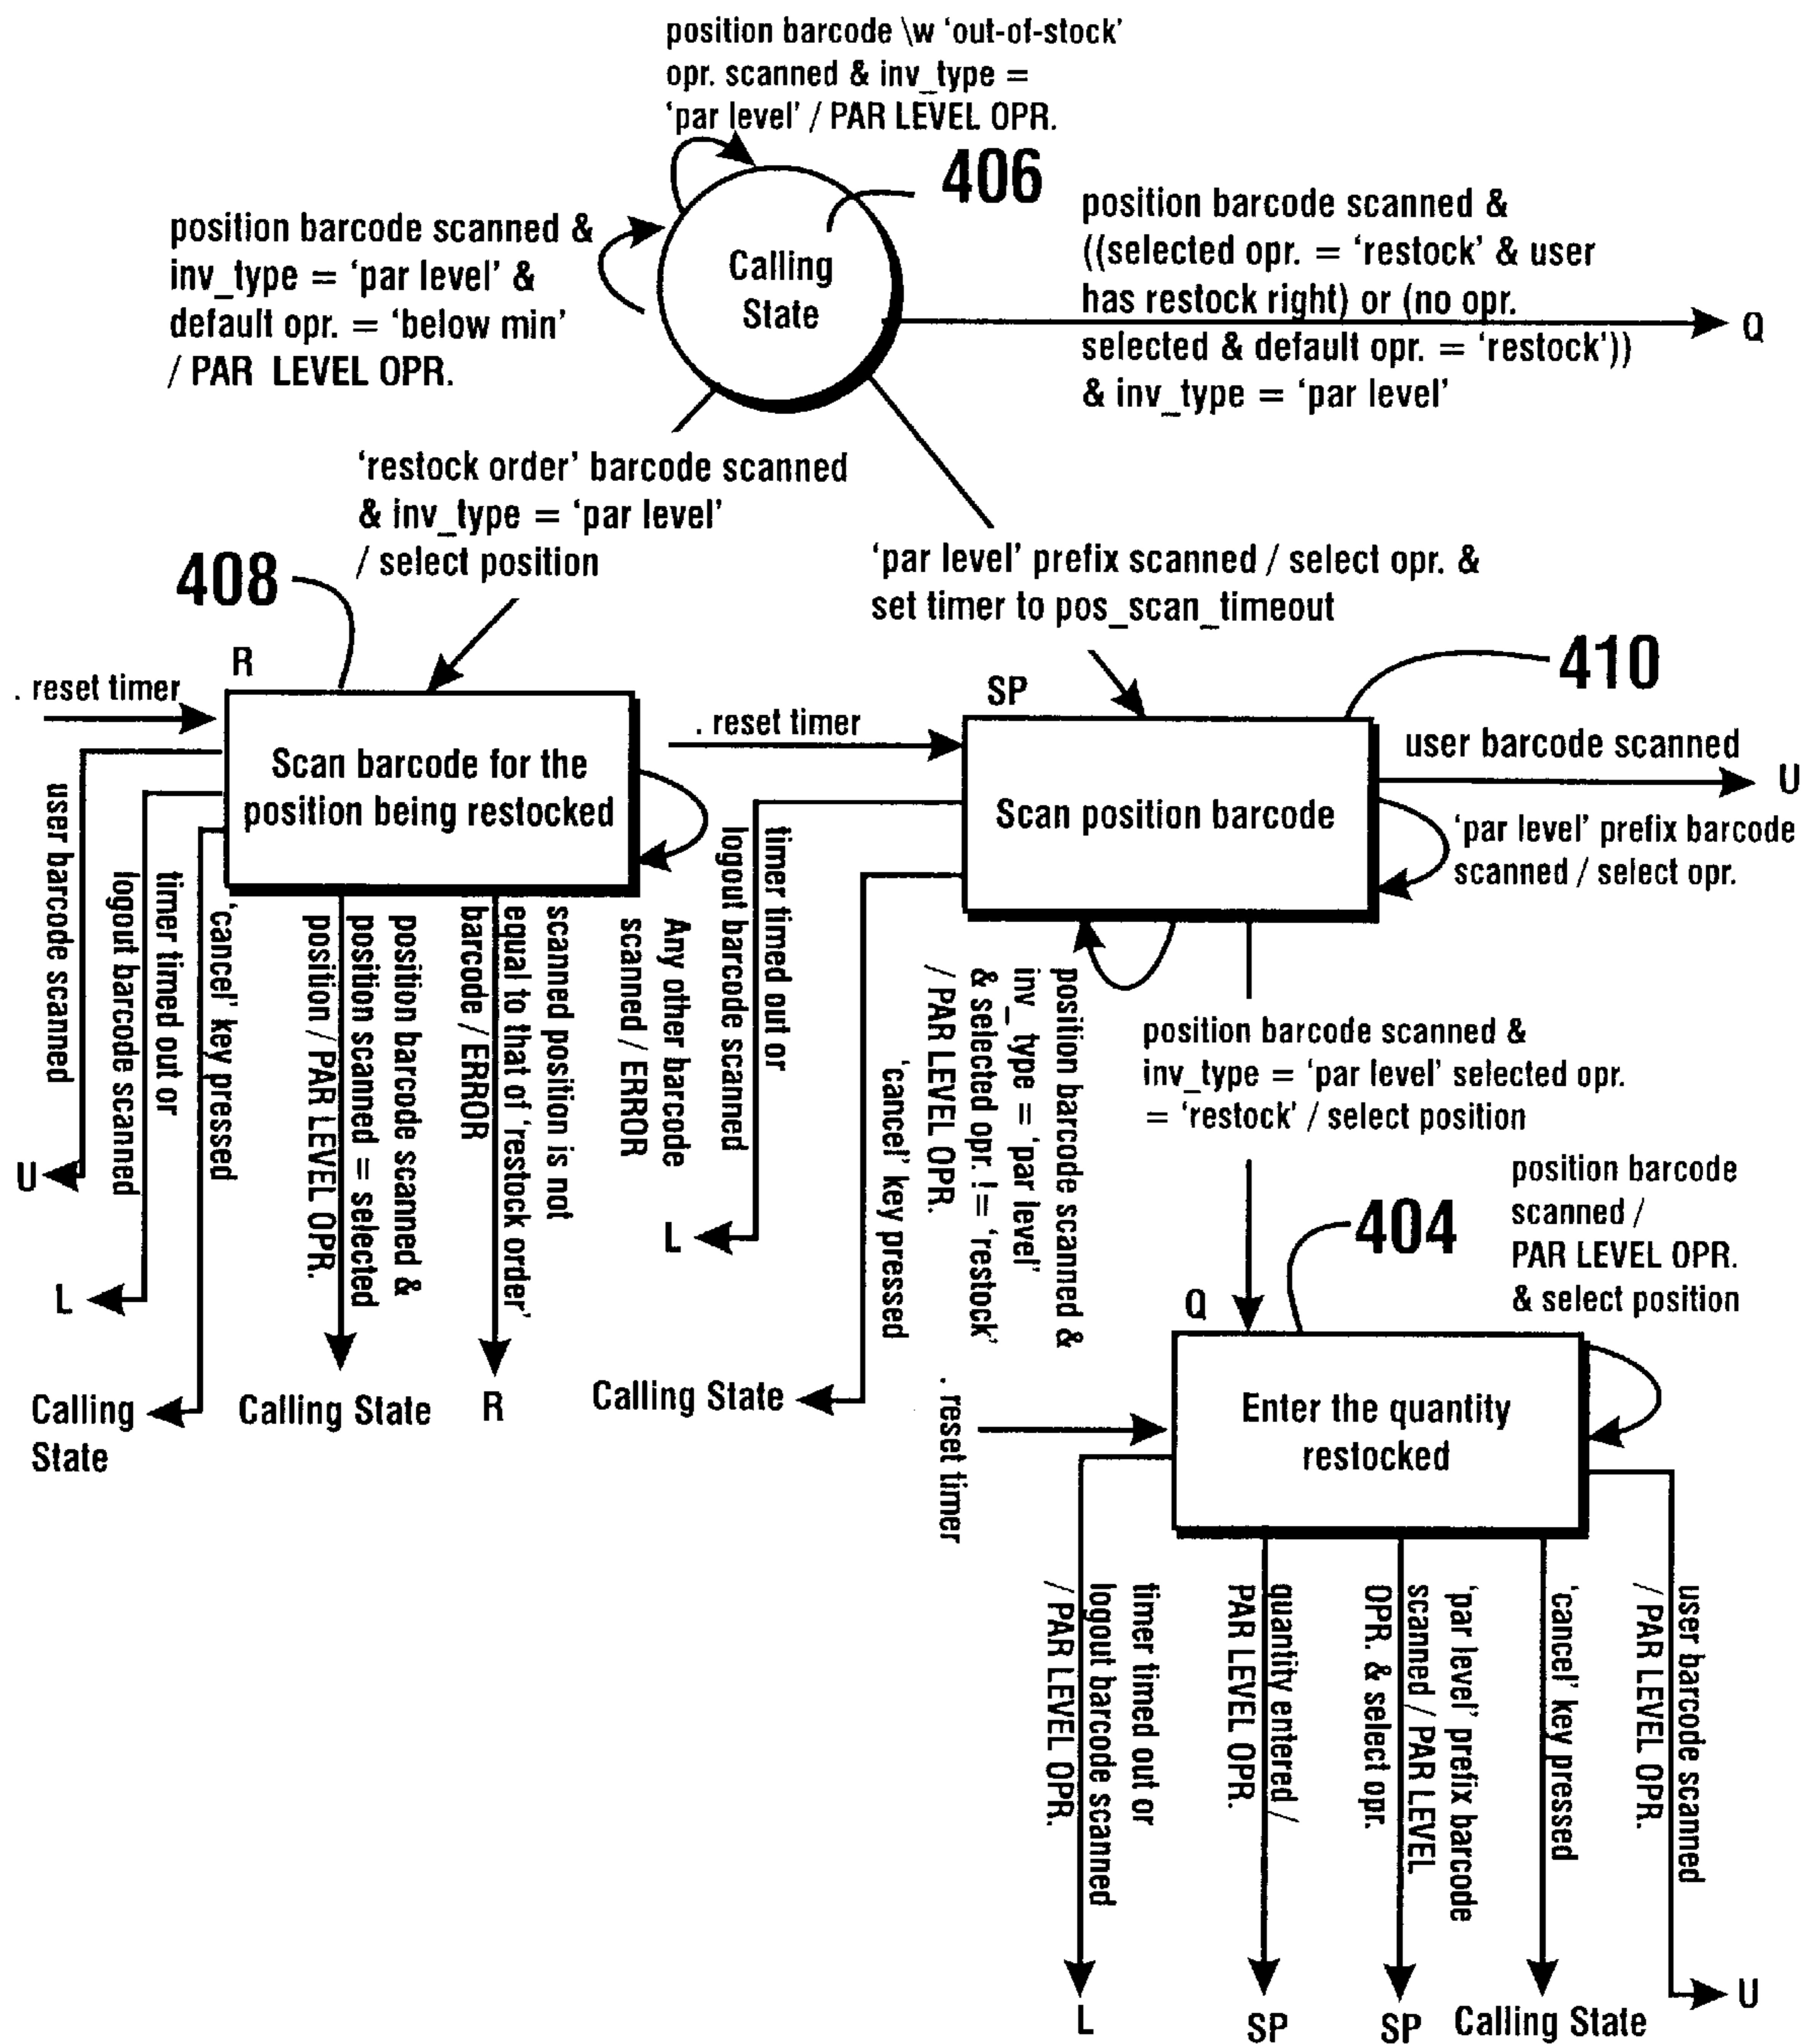 position barcode \w ‘out-of-stock’
opr. scanned & inv_type =
‘par level’ / PAR LEVEL OPR.
406
position barcode scanned &
inv_type = ‘par level’ &
default opr. = ‘below min’
/ PAR LEVEL OPR.
Calling
State
position barcode scanned &
((selected opr. = ‘restock’ & user
has restock right) or (no opr.
selected & default opr. = ‘restock’))
& inv_type = ‘par level’
Q
‘restock order’ barcode scanned
& inv_type = ‘par level’
/ select position
‘par level’ prefix scanned / select opr. &
set timer to pos_scan_timeout
408
R
. reset timer
Scan barcode for the
position being restocked
410
SP
. reset timer
Scan position barcode
user barcode scanned
U
‘par level’ prefix barcode
scanned / select opr.
user barcode scanned
U
timer timed out or
logout barcode scanned
L
‘cancel’ key pressed
Calling
State
position barcode scanned &
position scanned = selected
position / PAR LEVEL OPR.
Calling State
scanned position is not
equal to that of ‘restock order’
barcode / ERROR
R
Any other barcode
scanned / ERROR
timer timed out or
logout barcode scanned
L
‘cancel’ key pressed
Calling State
position barcode scanned &
inv_ type = ‘par level’
& selected opr. != ‘restock’
/ PAR LEVEL OPR.
position barcode scanned &
inv_type = ‘par level’ selected opr.
= ‘restock’ / select position
404
Q
position barcode
scanned /
PAR LEVEL OPR.
& select position
. reset timer
Enter the quantity
restocked
timer timed out or
logout barcode scanned
/ PAR LEVEL OPR.
L
quantity entered /
PAR LEVEL OPR.
SP
‘par level’ prefix barcode
scanned / PAR LEVEL
OPR. & select opr.
SP
‘cancel’ key pressed
Calling State
user barcode scanned
/ PAR LEVEL OPR.
U